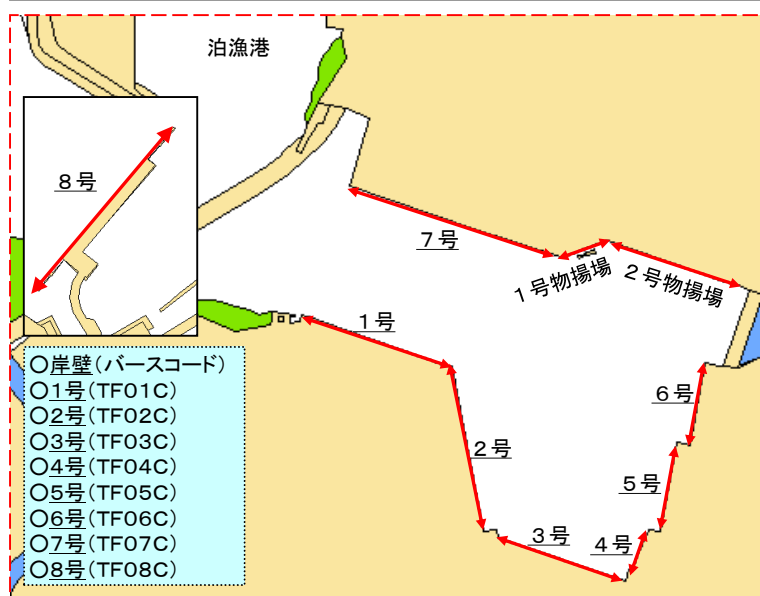 泊漁港
８号
７号
１号物揚場
２号物揚場
１号
６号
２号
５号
３号
４号
○岸壁(バースコード)
○１号(TF01C)
○２号(TF02C)
○３号(TF03C)
○４号(TF04C)
○５号(TF05C)
○６号(TF06C)
○７号(TF07C)
○８号(TF08C)